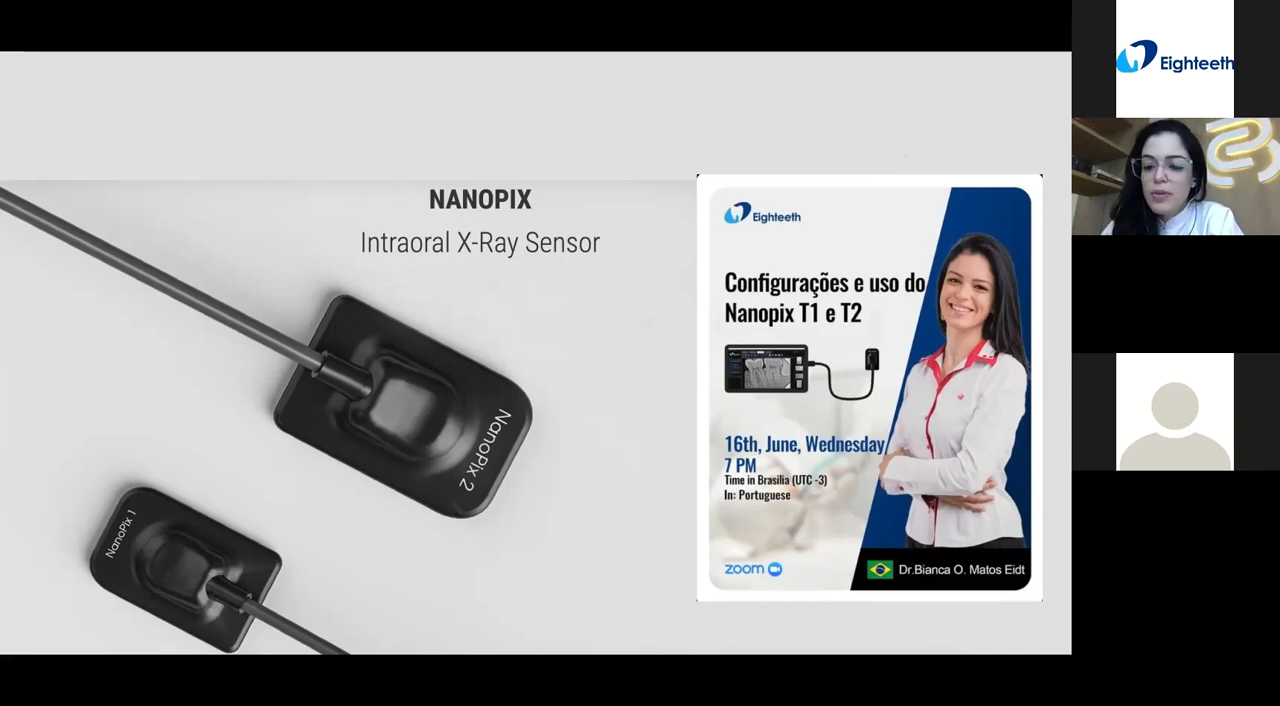 NANOPIX
Intraoral X-Ray Sensor
NanoPix 2
NanoPix 1
Eighteeth
Configurações e uso do
Nanopix T1 e T2
16th, June, Wednesday
7 PM
Time in Brasilia (UTC -3)
In: Portuguese
zoom
Dr.Bianca O. Matos Eidt
Eighteeth